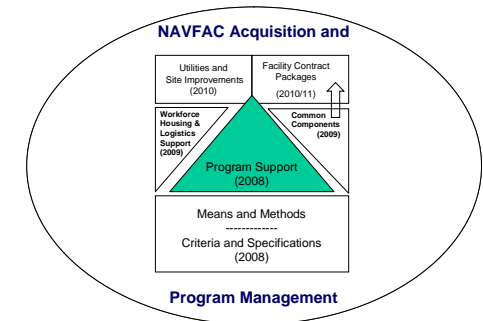 NAVFAC Acquisition and
Utilities and
Site Improvements
(2010)
Facility Contract
Packages
(2010/11)
Workforce
Housing &
Logistics
Support
(2009)
Common
Components
(2009)
Program Support
(2008)
Means and Methods
-------------
Criteria and Specifications
(2008)
Program Management